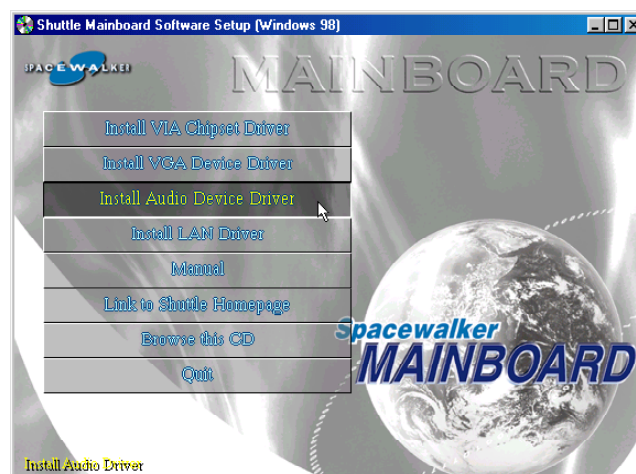 Shuttle Mainboard Software Setup (Windows 98)
SPACEWALKER
MAINBOARD
Install VIA Chipset Driver
Install VGA Device Driver
Install Audio Device Driver
Install LAN Driver
Manual
Link to Shuttle Homepage
Browse this CD
Quit
Spacewalker
MAINBOARD
Install Audio Driver